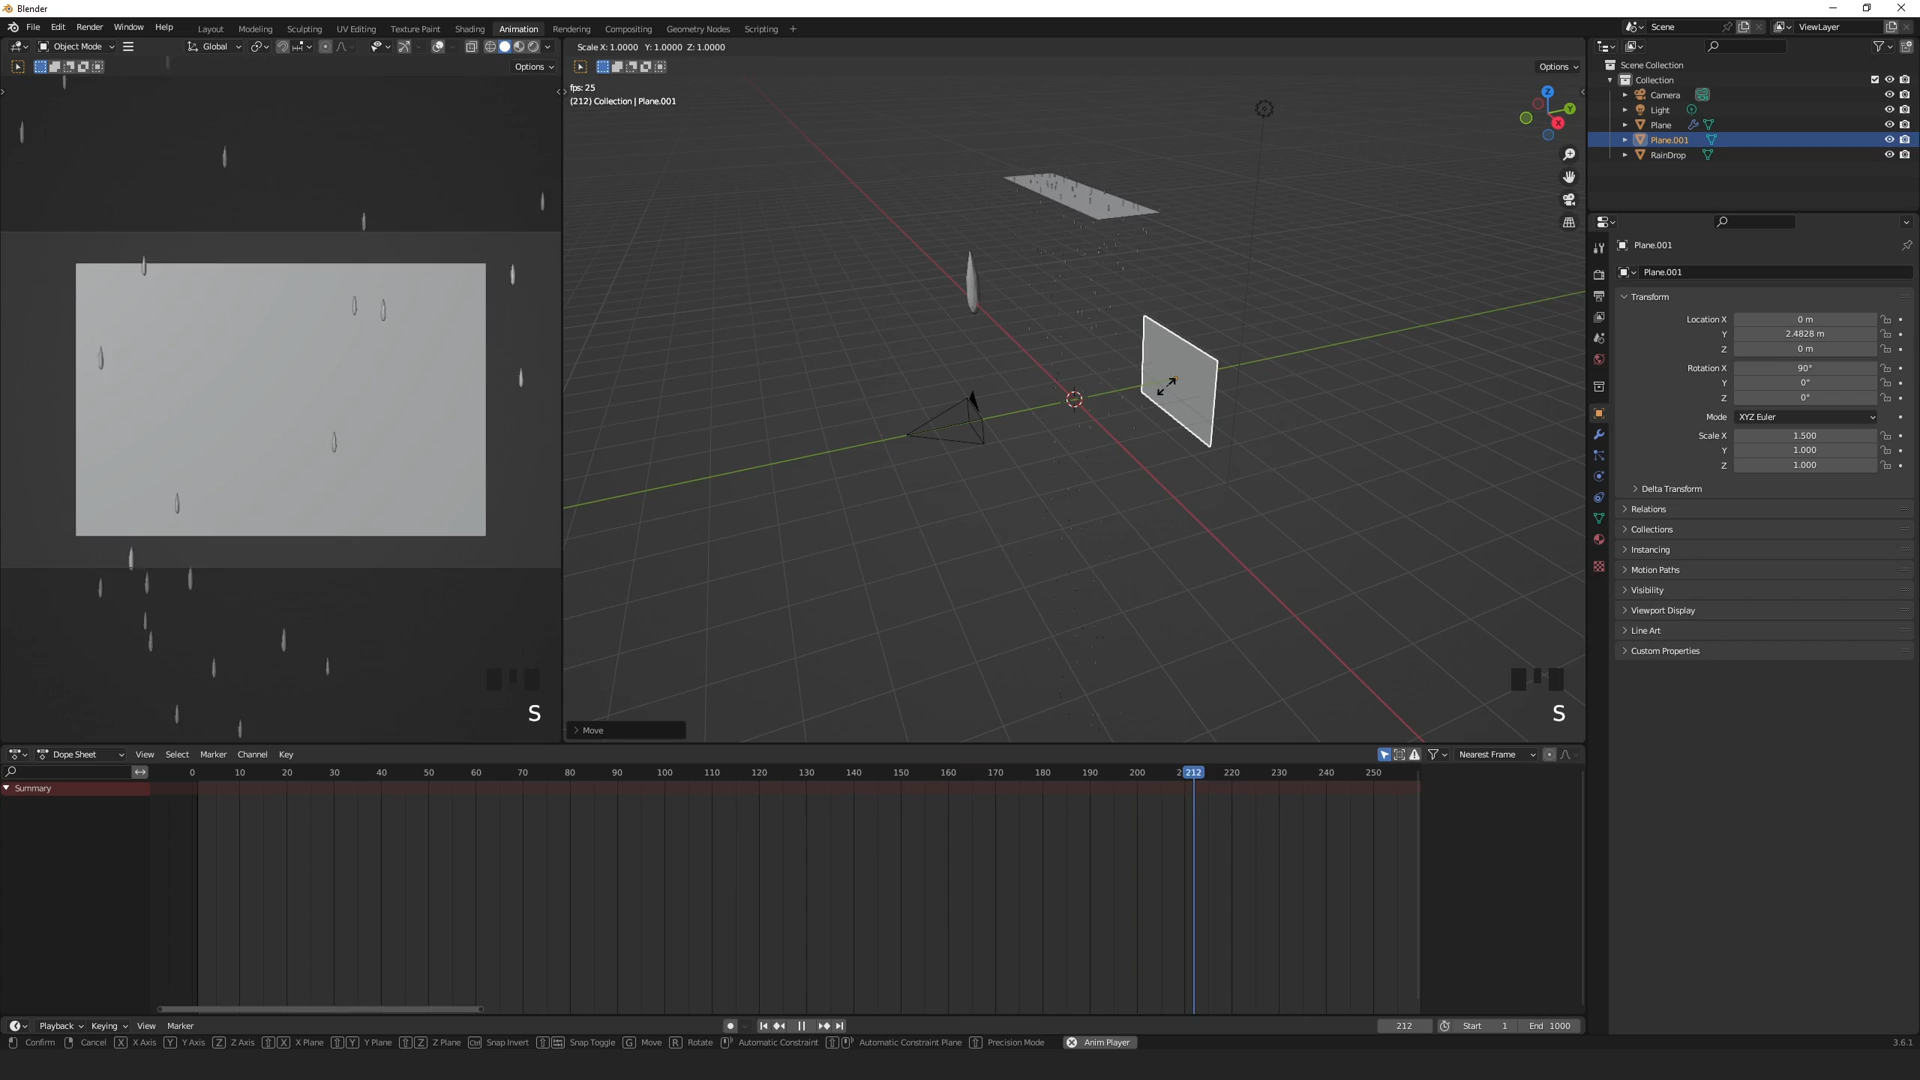 Blender
File Edit Render Window Help
Layout Modeling Sculpting UV Editing Texture Paint Shading Animation Rendering Compositing Geometry Nodes Scripting +
Scene
ViewLayer
Object Mode
Global
Scale X: 1.0000 Y: 1.0000 Z: 1.0000
Options
Options
fps: 25
(212) Collection | Plane.001
Z
Y
X
Scene Collection
Collection
Camera
Light
Plane
Plane.001
RainDrop
Plane.001
Plane.001
Transform
Location X 0 m
Y 2.4828 m
Z 0 m
Rotation X 90°
Y 0°
Z 0°
Mode XYZ Euler
Scale X 1.500
Y 1.000
Z 1.000
Delta Transform
Relations
Collections
Instancing
Motion Paths
Visibility
Viewport Display
Line Art
Custom Properties
S
S
Move
Dope Sheet View Select Marker Channel Key
Nearest Frame
0 10 20 30 40 50 60 70 80 90 100 110 120 130 140 150 160 170 180 190 200 2 212 220 230 240 250
Summary
Playback Keying View Marker
212 Start 1 End 1000
Confirm Cancel X X Axis Y Y Axis Z Z Axis X X Plane Y Y Plane Z Z Plane Ctrl Snap Invert Snap Toggle G Move R Rotate Automatic Constraint Automatic Constraint Plane Precision Mode Anim Player
3.6.1